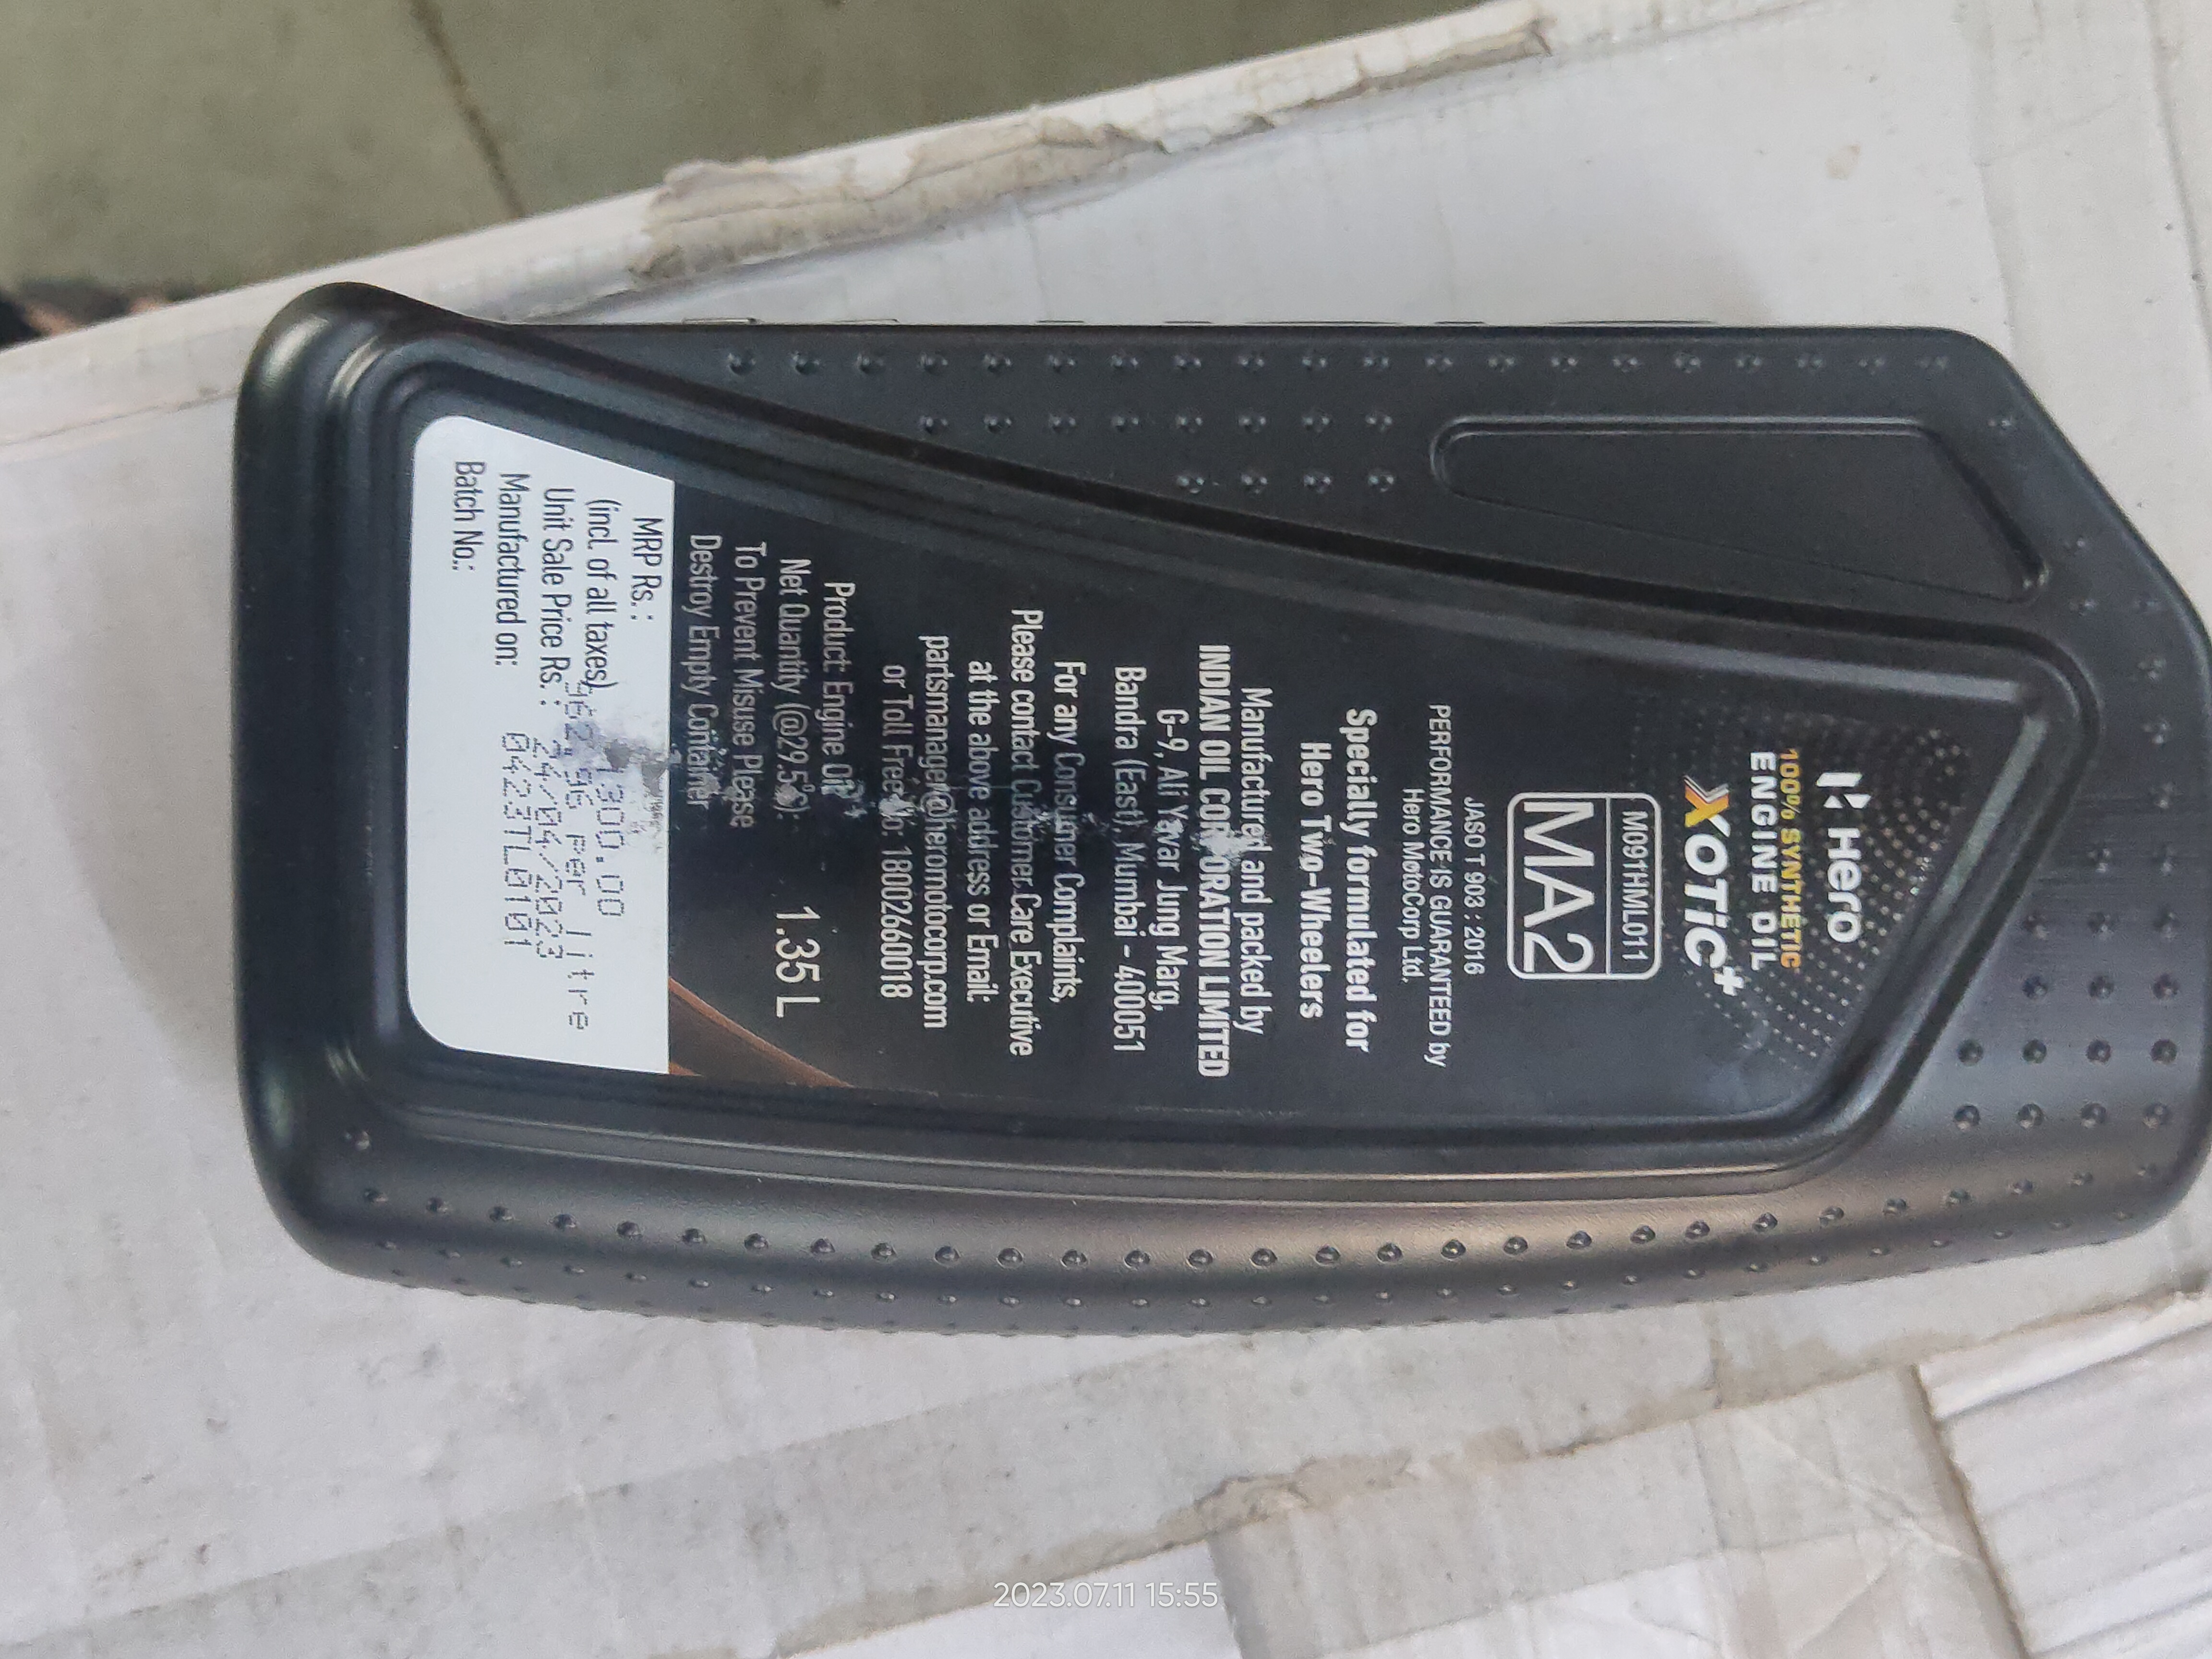 Hero
100% SYNTHETIC
ENGINE OIL
XOTiC+
M091HML011
MA2
JASO T 903 : 2016
PERFORMANCE IS GUARANTEED by
Hero MotoCorp Ltd.
Specially formulated for
Hero Two-Wheelers
Manufactured and packed by
INDIAN OIL CORPORATION LIMITED
G-9, Ali Yavar Jung Marg,
Bandra (East), Mumbai - 400051
For any Consumer Complaints,
Please contact Customer Care Executive
at the above address or Email:
partsmanager@heromotocorp.com
or Toll Free No: 18002660018
Product: Engine Oil
Net Quantity (@29.5°C): 1.35 L
To Prevent Misuse Please
Destroy Empty Container
MRP Rs. :
(incl. of all taxes) 1300.00
Unit Sale Price Rs. : 962.96 Per litre
Manufactured on: 24/04/2023
Batch No.: 0423TL0101
2023.07.11 15:55